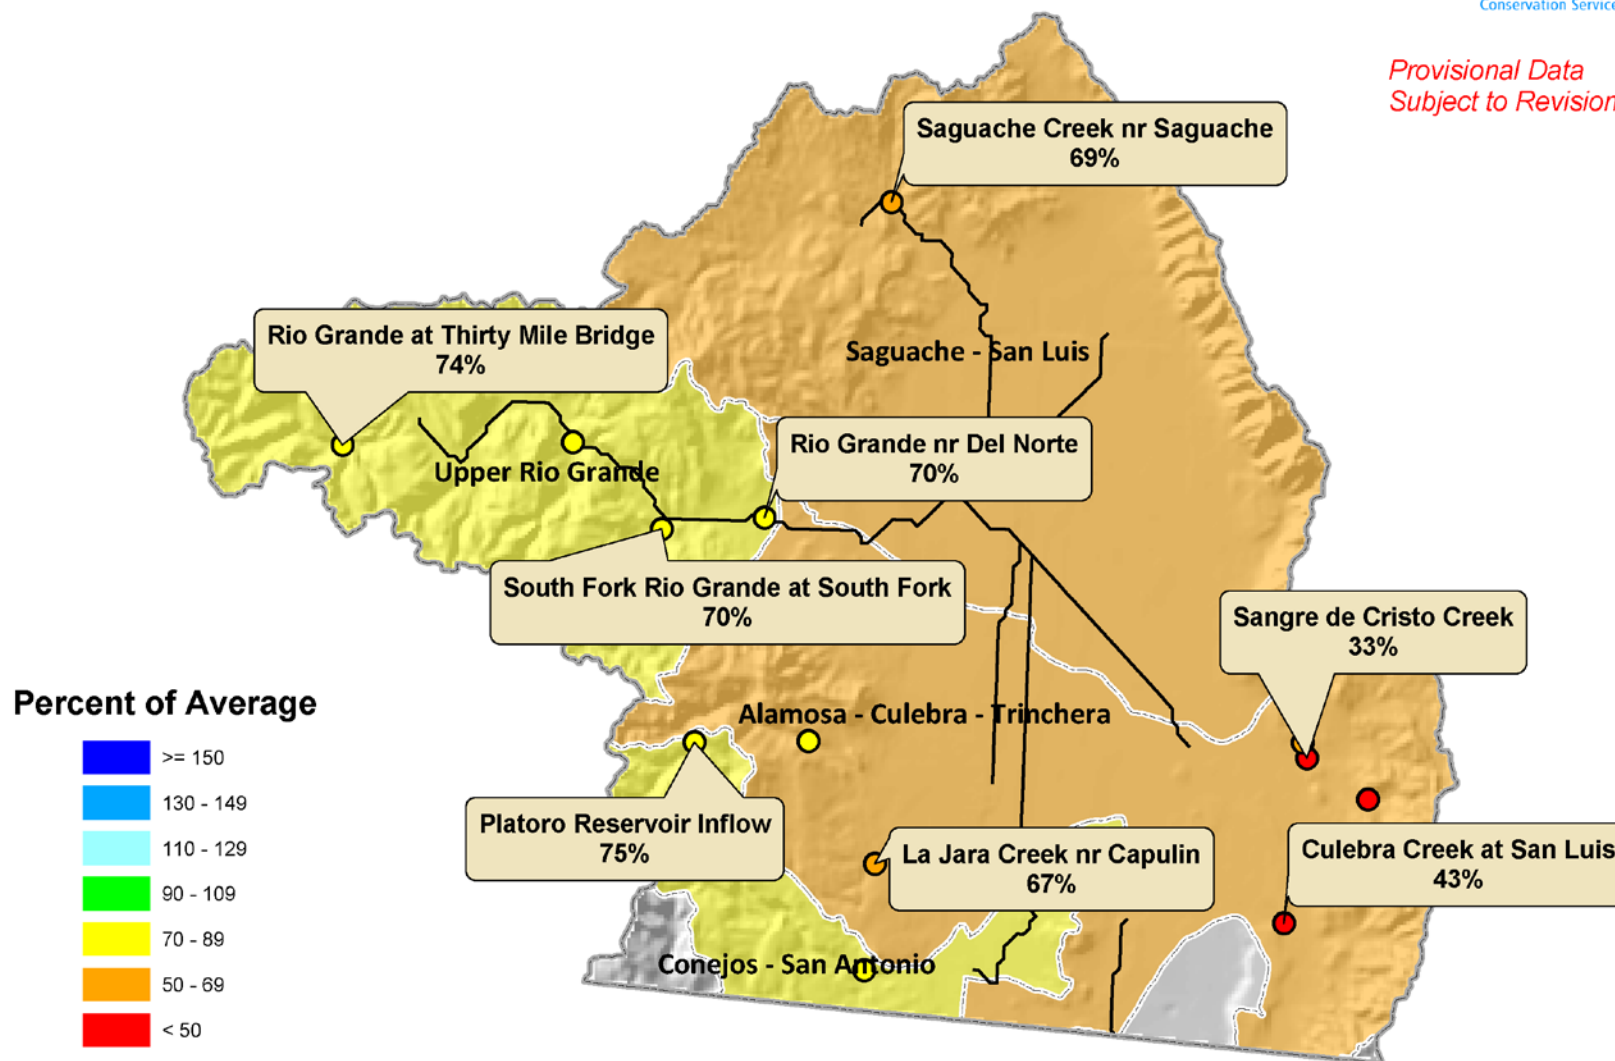 Conservation Service
Provisional Data
Subject to Revision
Saguache Creek nr Saguache
69%
Rio Grande at Thirty Mile Bridge
74%
Saguache - San Luis
Rio Grande nr Del Norte
70%
Upper Rio Grande
South Fork Rio Grande at South Fork
70%
Sangre de Cristo Creek
33%
Alamosa - Culebra - Trinchera
Platoro Reservoir Inflow
75%
La Jara Creek nr Capulin
67%
Culebra Creek at San Luis
43%
Conejos - San Antonio
Percent of Average
>= 150
130 - 149
110 - 129
90 - 109
70 - 89
50 - 69
< 50